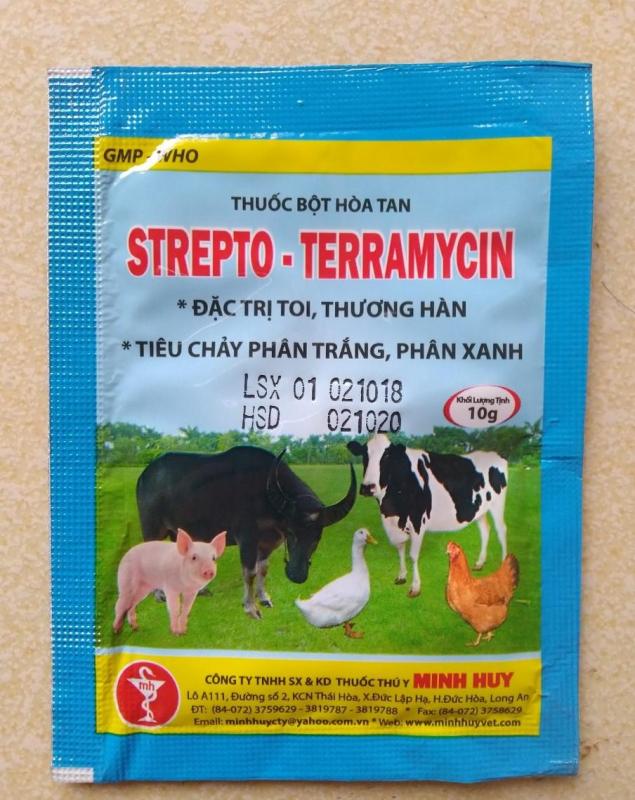 GMP - WHO
THUỐC BỘT HÒA TAN
STREPTO - TERRAMYCIN
* ĐẶC TRỊ TOI, THƯƠNG HÀN
* TIÊU CHẢY PHÂN TRẮNG, PHÂN XANH
LSX 01 021018
HSD 021020
Khối Lượng Tịnh
10g
mh
CÔNG TY TNHH SX & KD THUỐC THÚ Y MINH HUY
Lô A111, Đường số 2, KCN Thái Hòa, X.Đức Lập Hạ, H.Đức Hòa, Long An
ĐT: (84-072) 3759629 - 3819787 - 3819788 * Fax: (84-072) 3758629
Email: minhhuycty@yahoo.com.vn * Web: www.minhhuyvet.com